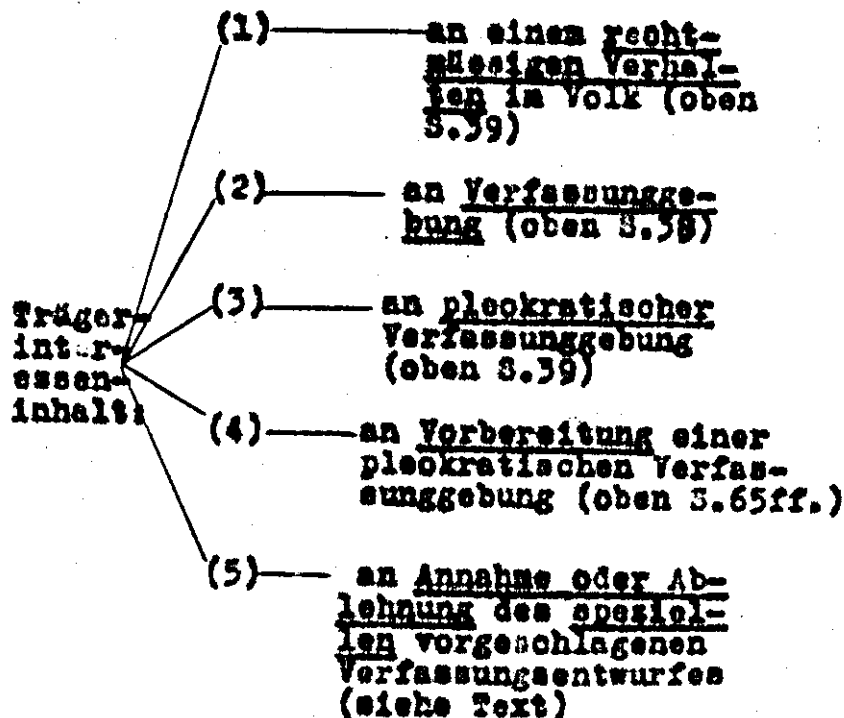 (1) an einem recht-
mässigen Verhal-
ten im Volk (oben
S.39)
(2) an Verfassungge-
bung (oben S.38)
Träger-
inter-
essen-
inhalt:
(3) an pleokratischer
Verfassunggebung
(oben S.39)
(4) an Vorbereitung einer
pleokratischen Verfas-
sunggebung (oben S.65ff.)
(5) an Annahme oder Ab-
lehnung des speziel-
len vorgeschlagenen
Verfassungsentwurfes
(siehe Text)